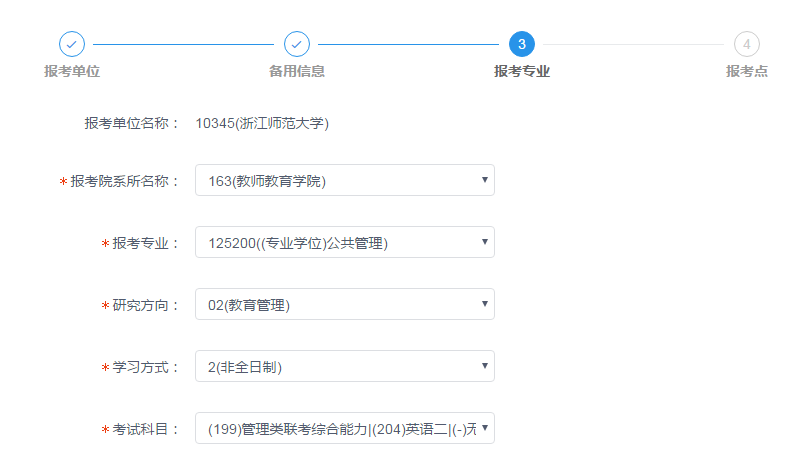 3 4
报考单位 备用信息 报考专业 报考点
报考单位名称： 10345(浙江师范大学)
*报考院系所名称： 163(教师教育学院)
*报考专业： 125200((专业学位)公共管理)
*研究方向： 02(教育管理)
*学习方式： 2(非全日制)
*考试科目： (199)管理类联考综合能力|(204)英语二|(-)